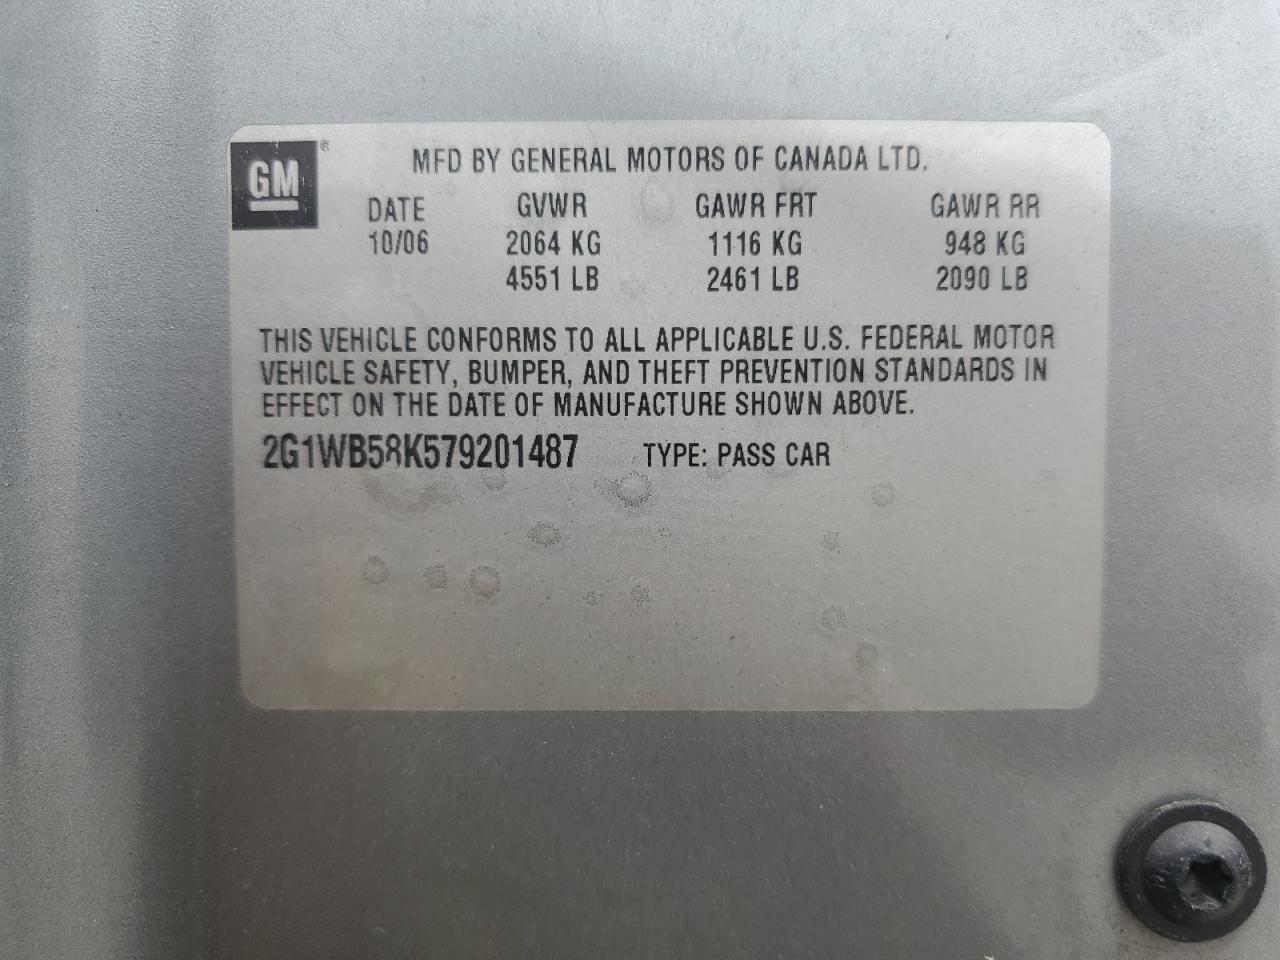 GM ®
MFD BY GENERAL MOTORS OF CANADA LTD.
DATE GVWR GAWR FRT GAWR RR
10/06 2064 KG 1116 KG 948 KG
4551 LB 2461 LB 2090 LB
THIS VEHICLE CONFORMS TO ALL APPLICABLE U.S. FEDERAL MOTOR
VEHICLE SAFETY, BUMPER, AND THEFT PREVENTION STANDARDS IN
EFFECT ON THE DATE OF MANUFACTURE SHOWN ABOVE.
2G1WB58K579201487 TYPE: PASS CAR